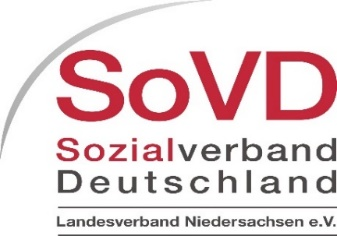 SoVD
Sozialverband
Deutschland
Landesverband Niedersachsen e.V.